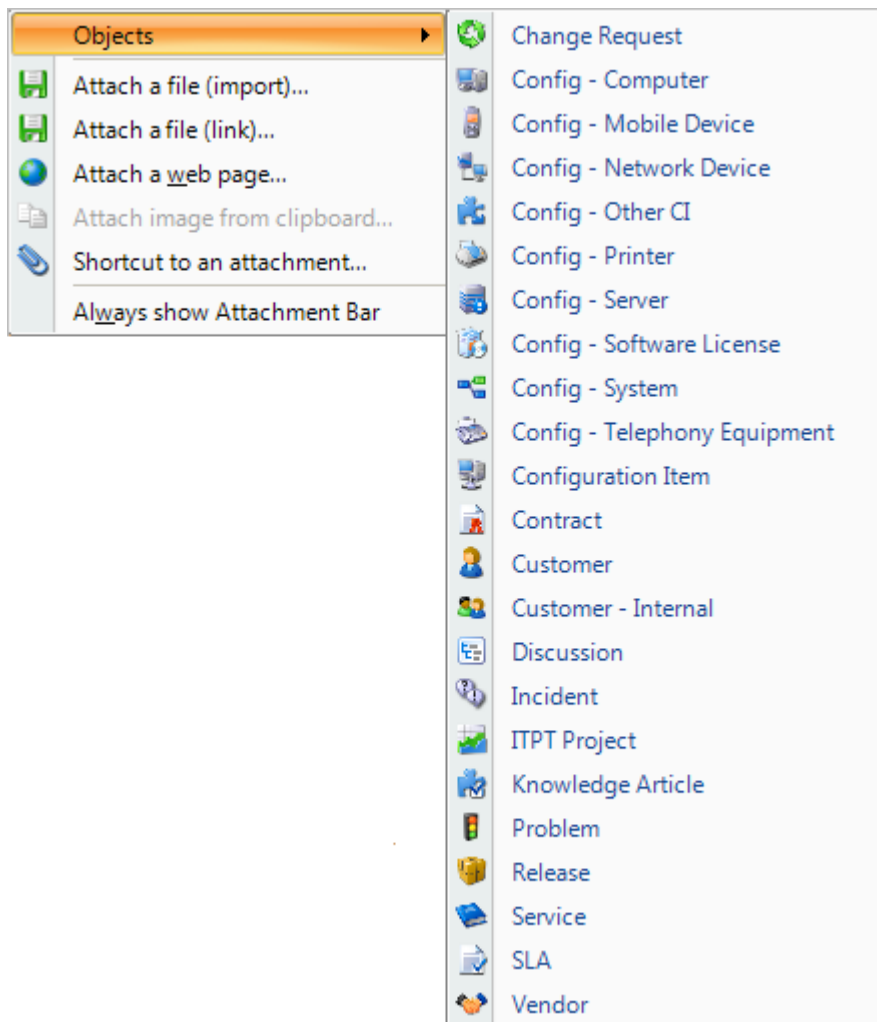 Objects
Attach a file (import)...
Attach a file (link)...
Attach a web page...
Attach image from clipboard...
Shortcut to an attachment...
Always show Attachment Bar
Change Request
Config - Computer
Config - Mobile Device
Config - Network Device
Config - Other CI
Config - Printer
Config - Server
Config - Software License
Config - System
Config - Telephony Equipment
Configuration Item
Contract
Customer
Customer - Internal
Discussion
Incident
ITPT Project
Knowledge Article
Problem
Release
Service
SLA
Vendor